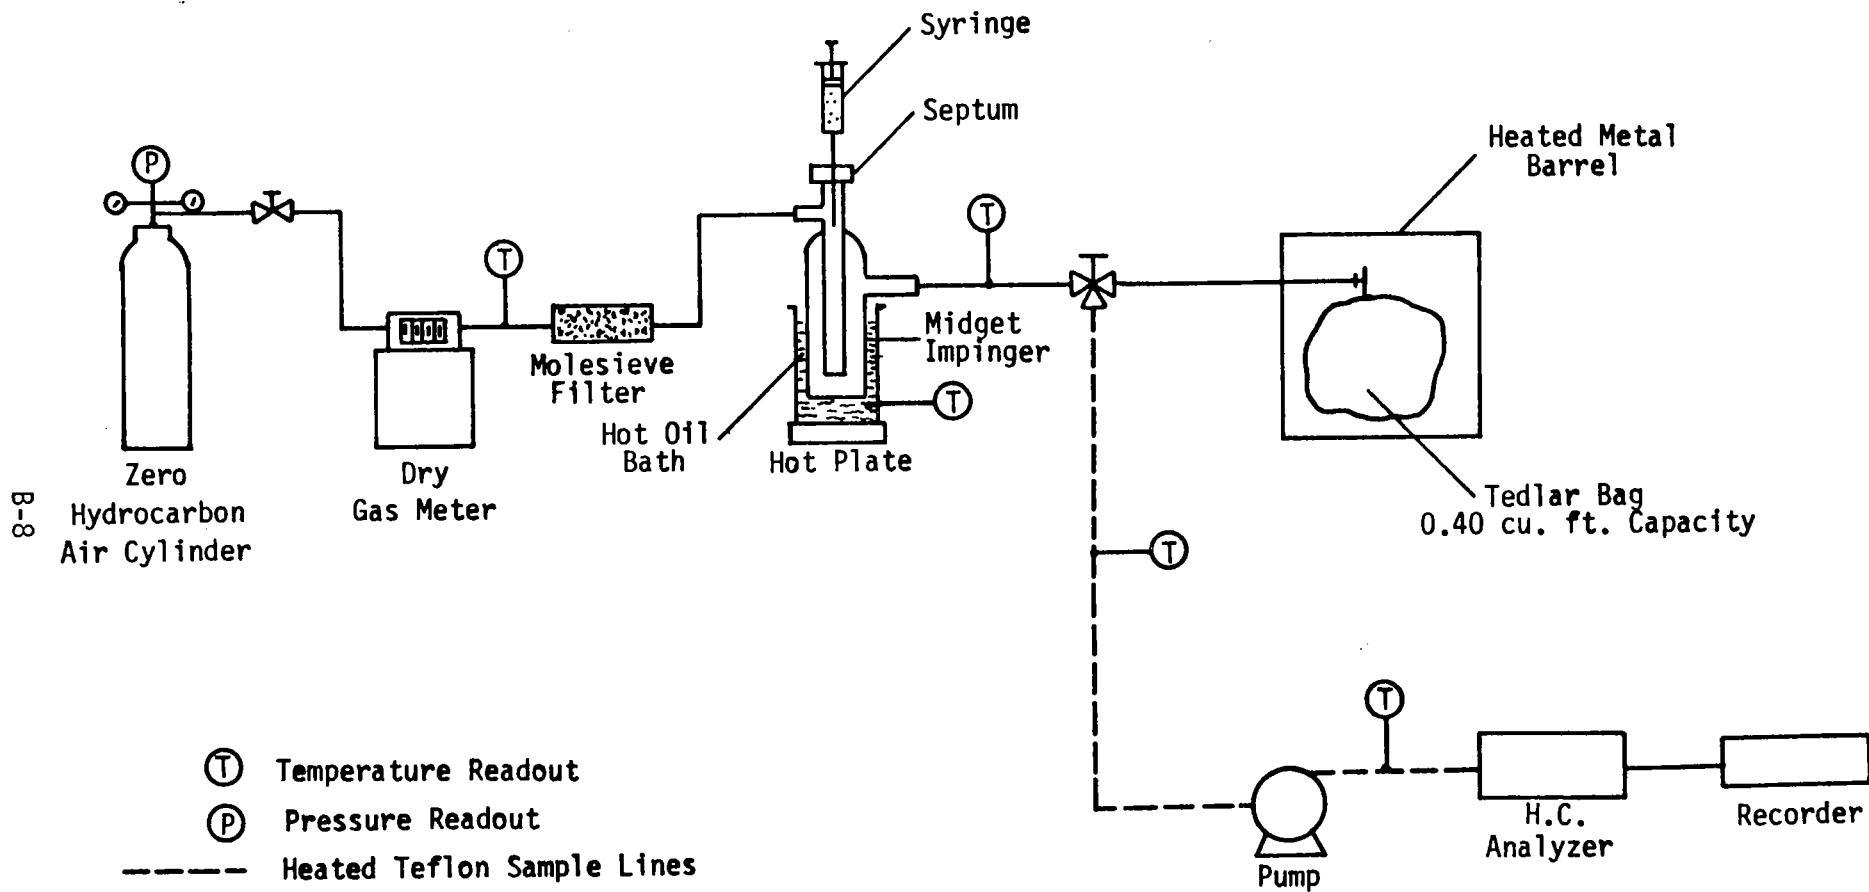 Syringe
Septum
Heated Metal
Barrel
P
T
T
Midget
Impinger
Molesieve
Filter
T
Hot Oil
Bath
Hot Plate
Zero
Hydrocarbon
Air Cylinder
Dry
Gas Meter
Tedlar Bag
0.40 cu. ft. Capacity
B-8
T
T
T Temperature Readout
P Pressure Readout
Heated Teflon Sample Lines
Pump
H.C.
Analyzer
Recorder